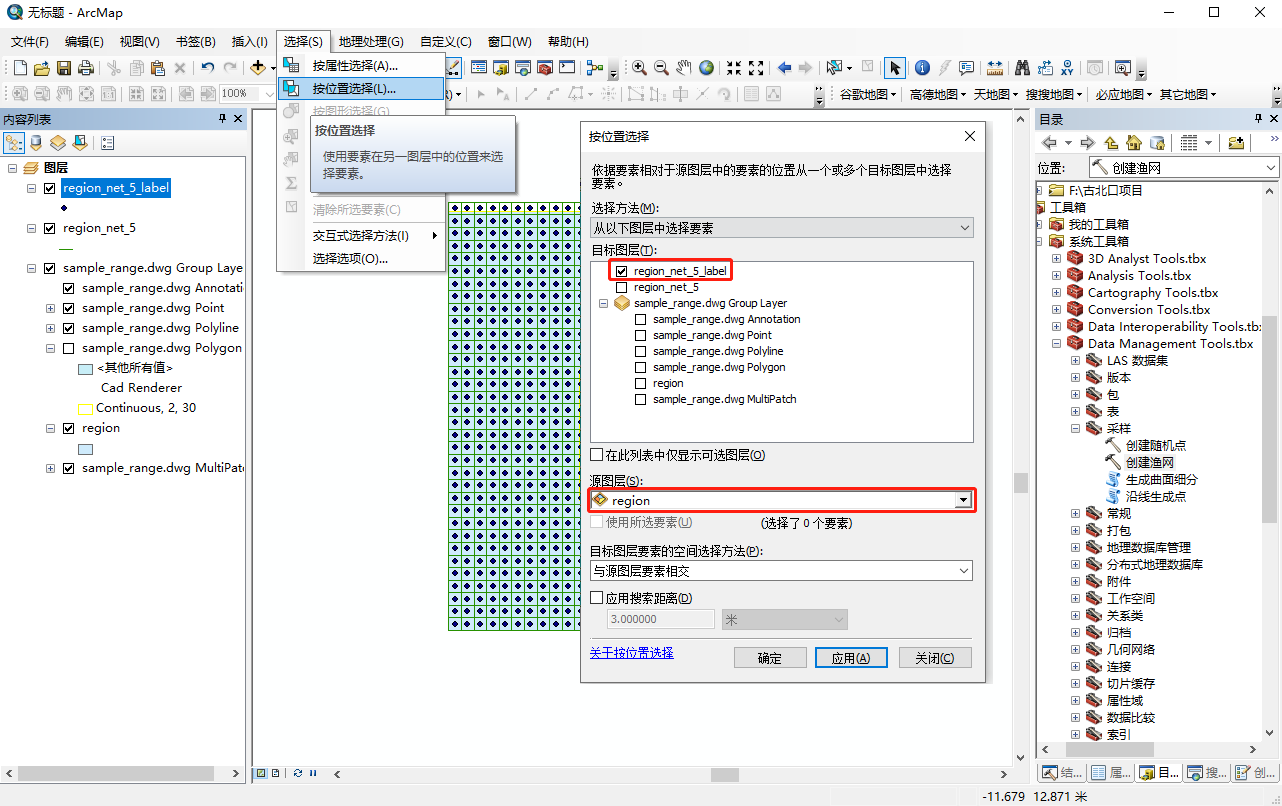 无标题 - ArcMap
文件(F) 编辑(E) 视图(V) 书签(B) 插入(I) 选择(S) 地理处理(G) 自定义(C) 窗口(W) 帮助(H)
100%
谷歌地图 高德地图 天地图 搜搜地图 必应地图 其它地图
按属性选择(A)...
按位置选择(L)...
按图形选择(G)
按位置选择
使用要素在另一图层中的位置来选
择要素。
清除所选要素(C)
交互式选择方法(I)
选择选项(O)...
内容列表
图层
region_net_5_label
region_net_5
sample_range.dwg Group Laye
sample_range.dwg Annotati
sample_range.dwg Point
sample_range.dwg Polyline
sample_range.dwg Polygon
<其他所有值>
Cad Renderer
Continuous, 2, 30
region
sample_range.dwg MultiPat
按位置选择
依据要素相对于源图层中的要素的位置从一个或多个目标图层中选择
要素。
选择方法(M):
从以下图层中选择要素
目标图层(T):
region_net_5_label
region_net_5
sample_range.dwg Group Layer
sample_range.dwg Annotation
sample_range.dwg Point
sample_range.dwg Polyline
sample_range.dwg Polygon
region
sample_range.dwg MultiPatch
在此列表中仅显示可选图层(O)
源图层(S):
region
使用所选要素(U) (选择了 0 个要素)
目标图层要素的空间选择方法(P):
与源图层要素相交
应用搜索距离(D)
3.000000 米
关于按位置选择 确定 应用(A) 关闭(C)
目录
位置: 创建渔网
F:\古北口项目
工具箱
我的工具箱
系统工具箱
3D Analyst Tools.tbx
Analysis Tools.tbx
Cartography Tools.tbx
Conversion Tools.tbx
Data Interoperability Tools.tb
Data Management Tools.tbx
LAS 数据集
版本
包
表
采样
创建随机点
创建渔网
生成曲面细分
沿线生成点
常规
打包
地理数据库管理
分布式地理数据库
附件
工作空间
关系类
归档
几何网络
连接
切片缓存
属性域
数据比较
索引
结... 属... 目... 搜... 创...
-11.679 12.871 米